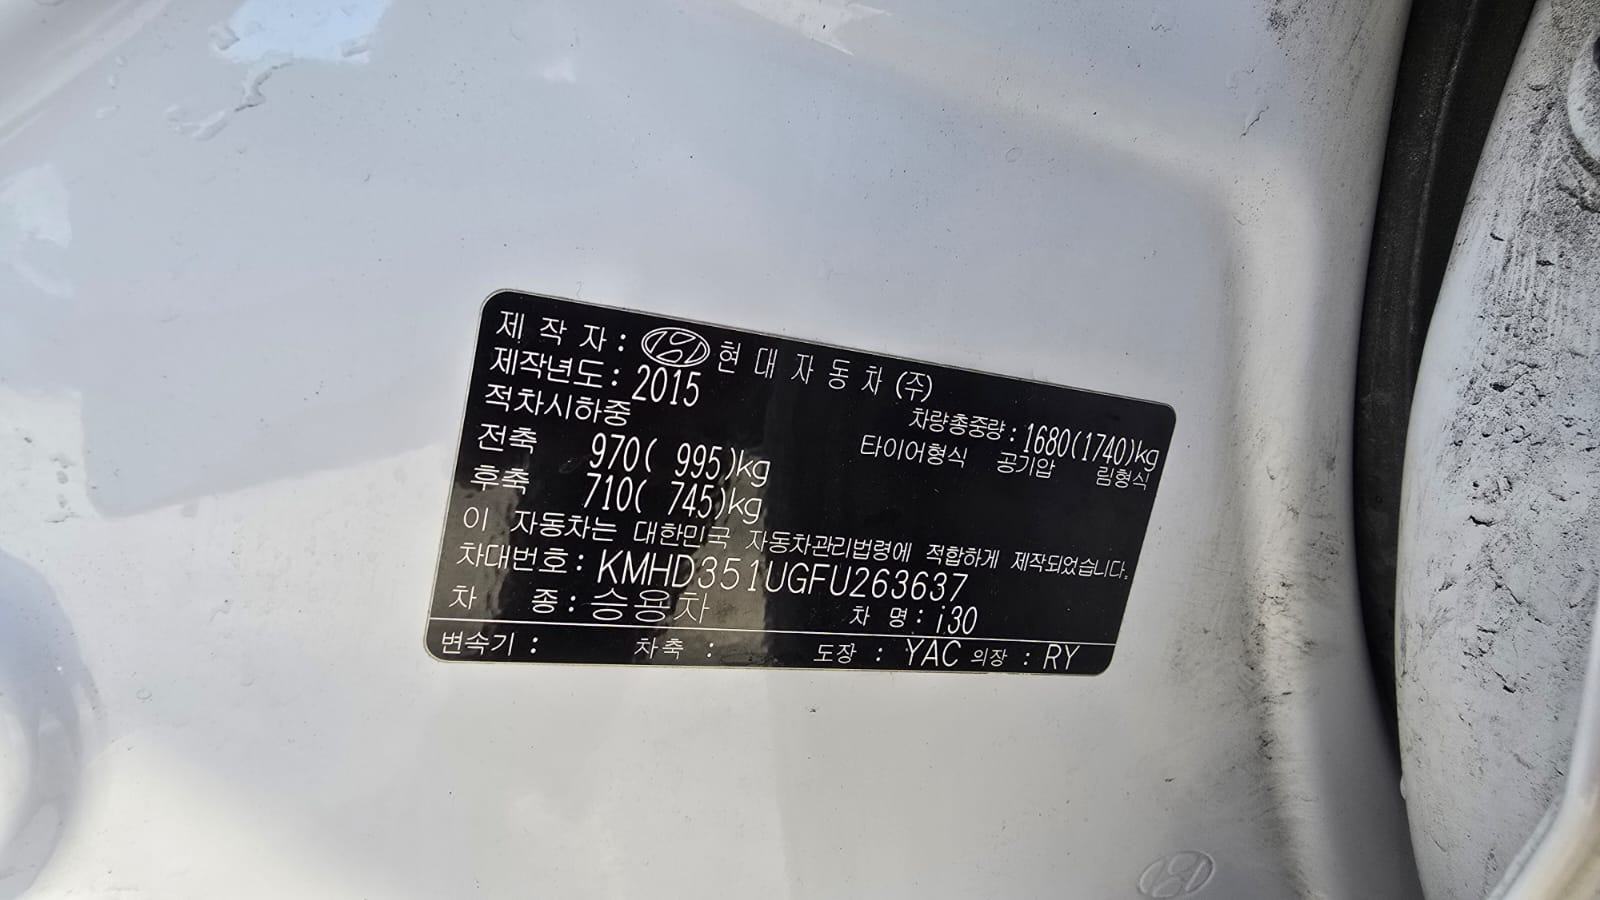 제 작 자 : 현 대 자 동 차 (주)
제작년도 : 2015
적차시하중 차량총중량 : 1680(1740)kg
전축 970( 995)kg 타이어형식 공기압 림형식
후축 710( 745)kg
이 자동차는 대한민국 자동차관리법령에 적합하게 제작되었습니다.
차대번호 : KMHD351UGFU263637
차 종 : 승용차 차 명 : i30
변속기 : 차축 : 도장 : YAC 의장 : RY